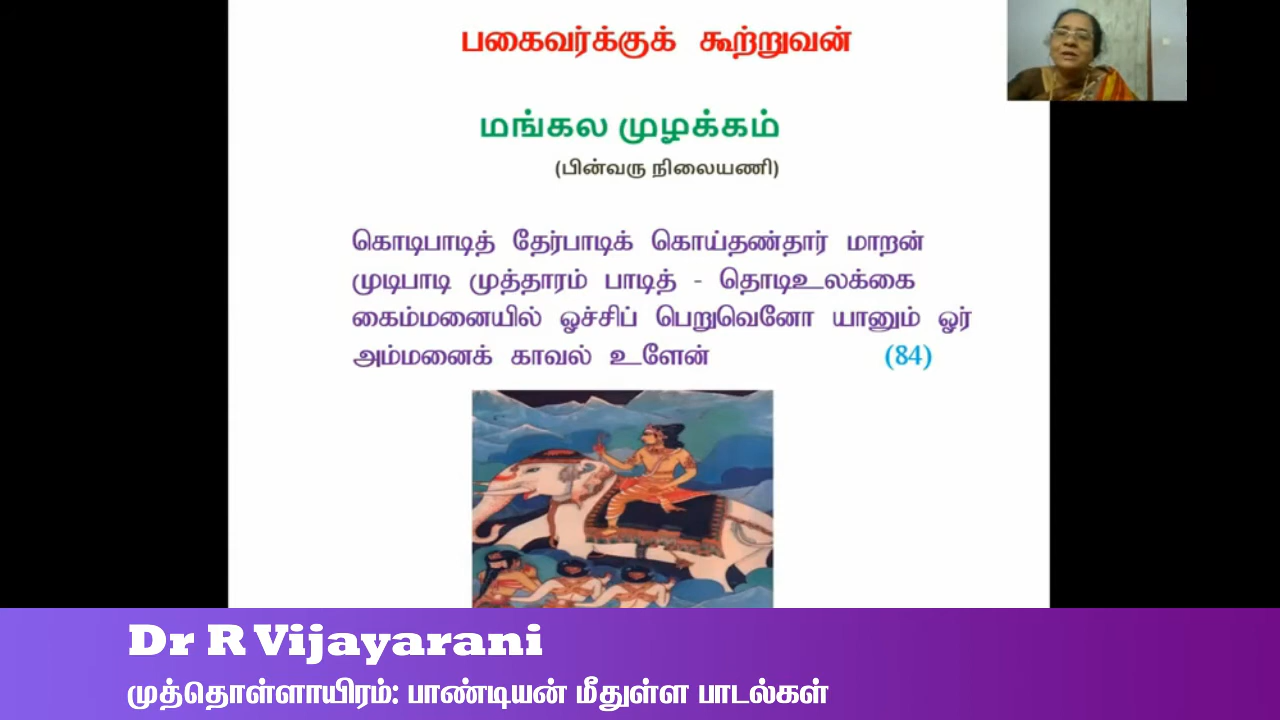 பகைவர்க்குக் கூற்றுவன்
மங்கல முழக்கம்
(பின்வரு நிலையணி)
கொடிபாடித் தேர்பாடிக் கொய்தண்தார் மாறன்
முடிபாடி முத்தாரம் பாடித் - தொடிஉலக்கை
கைம்மனையில் ஓச்சிப் பெறுவெனோ யானும் ஓர்
அம்மனைக் காவல் உளேன் (84)
Dr R Vijayarani
முத்தொள்ளாயிரம்: பாண்டியன் மீதுள்ள பாடல்கள்